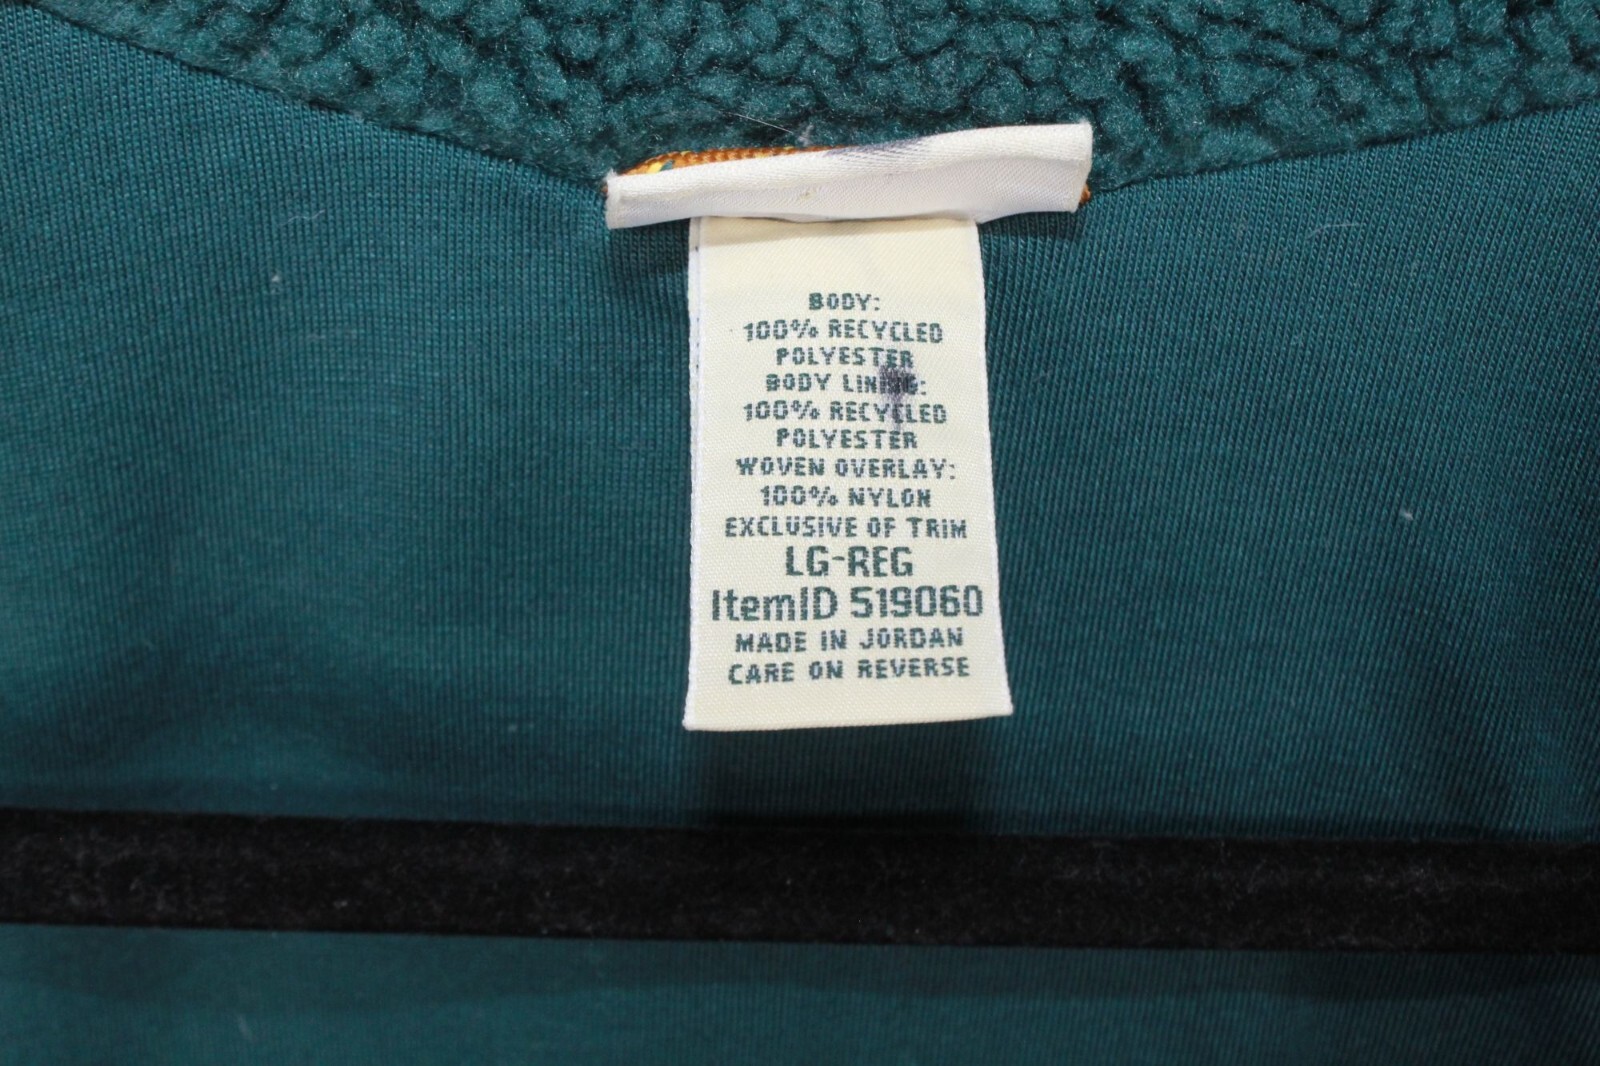 BODY:
100% RECYCLED
POLYESTER
BODY LINING:
100% RECYCLED
POLYESTER
WOVEN OVERLAY:
100% NYLON
EXCLUSIVE OF TRIM
LG-REG
ItemID 519060
MADE IN JORDAN
CARE ON REVERSE